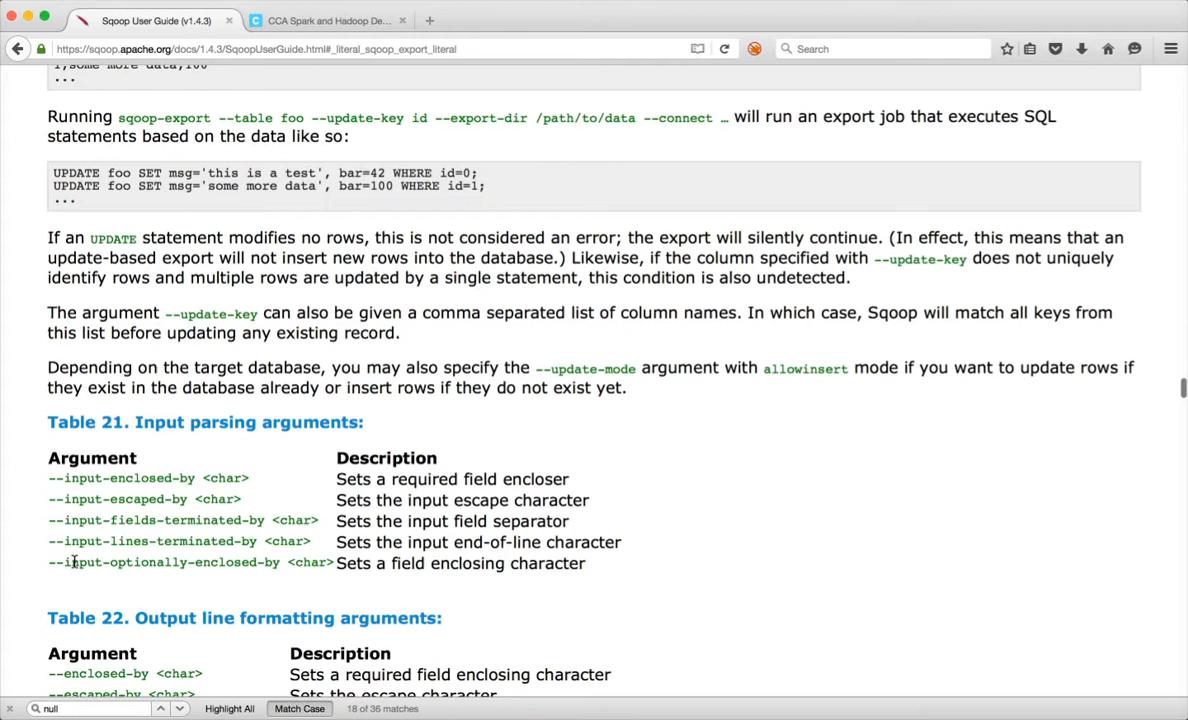 Sqoop User Guide (v1.4.3)
CCA Spark and Hadoop De...
https://sqoop.apache.org/docs/1.4.3/SqoopUserGuide.html#_literal_sqoop_export_literal
Search
1,some more data,100
...
Running sqoop-export --table foo --update-key id --export-dir /path/to/data --connect … will run an export job that executes SQL
statements based on the data like so:
UPDATE foo SET msg='this is a test', bar=42 WHERE id=0;
UPDATE foo SET msg='some more data', bar=100 WHERE id=1;
...
If an UPDATE statement modifies no rows, this is not considered an error; the export will silently continue. (In effect, this means that an
update-based export will not insert new rows into the database.) Likewise, if the column specified with --update-key does not uniquely
identify rows and multiple rows are updated by a single statement, this condition is also undetected.
The argument --update-key can also be given a comma separated list of column names. In which case, Sqoop will match all keys from
this list before updating any existing record.
Depending on the target database, you may also specify the --update-mode argument with allowinsert mode if you want to update rows if
they exist in the database already or insert rows if they do not exist yet.
Table 21. Input parsing arguments:
Argument Description
--input-enclosed-by <char> Sets a required field encloser
--input-escaped-by <char> Sets the input escape character
--input-fields-terminated-by <char> Sets the input field separator
--input-lines-terminated-by <char> Sets the input end-of-line character
--input-optionally-enclosed-by <char> Sets a field enclosing character
Table 22. Output line formatting arguments:
Argument Description
--enclosed-by <char> Sets a required field enclosing character
--escaped-by <char> Sets the escape character
null Highlight All Match Case 18 of 36 matches